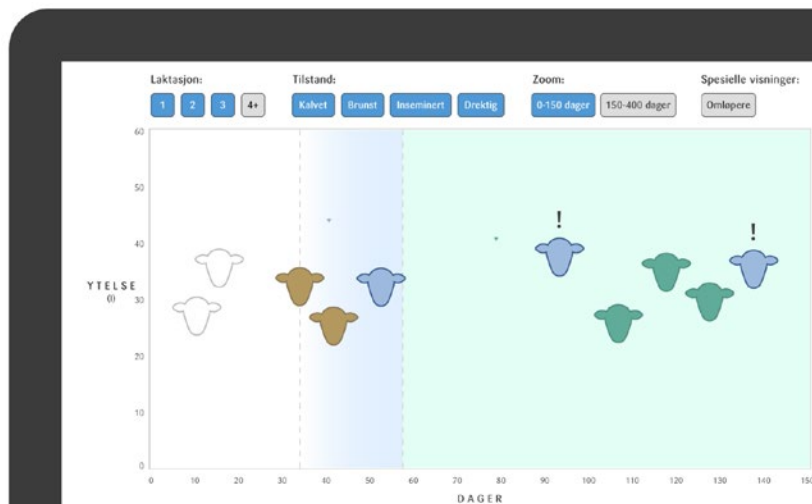 Laktasjon: Tilstand: Zoom: Spesielle visninger:
1 2 3 4+ Kalvet Brunst Inseminert Drektig 0-150 dager 150-400 dager Omløpere
60
50
! !
40
YTELSE
(l)
30
20
10
0
0 10 20 30 40 50 60 70 80 90 100 110 120 130 140 150
DAGER